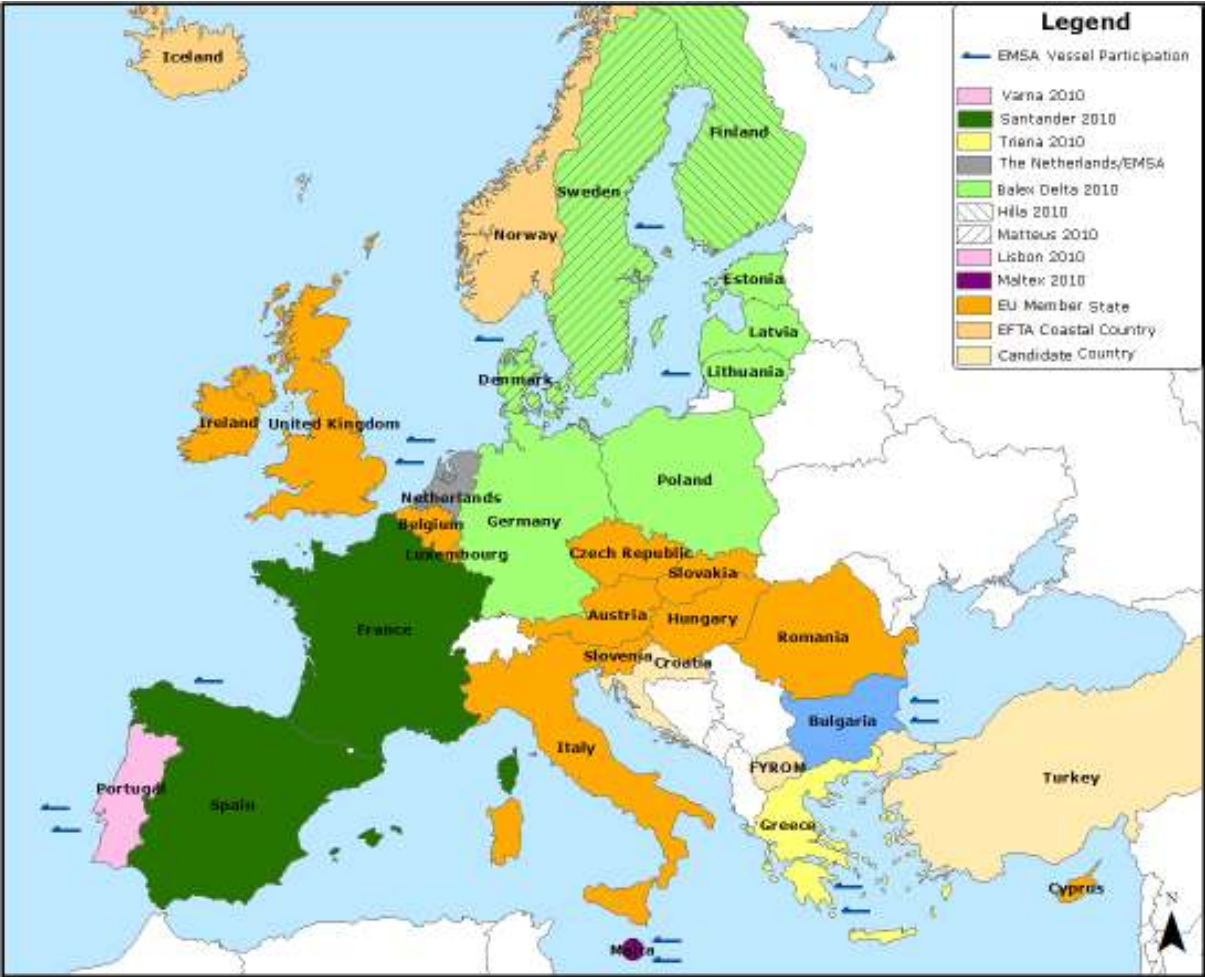 Legend
EMSA Vessel Participation
Varna 2010
Santander 2010
Triena 2010
The Netherlands/EMSA
Balex Delta 2010
Hilla 2010
Matteus 2010
Lisbon 2010
Maltex 2010
EU Member State
EFTA Coastal Country
Candidate Country
Iceland
Finland
Sweden
Norway
Estonia
Latvia
Lithuania
Denmark
Ireland
United Kingdom
Poland
Netherlands
Germany
Belgium
Luxembourg
Czech Republic
Slovakia
Austria
Hungary
France
Romania
Slovenia
Croatia
Bulgaria
Italy
FYROM
Turkey
Portugal
Spain
Greece
Cyprus
N
Malta